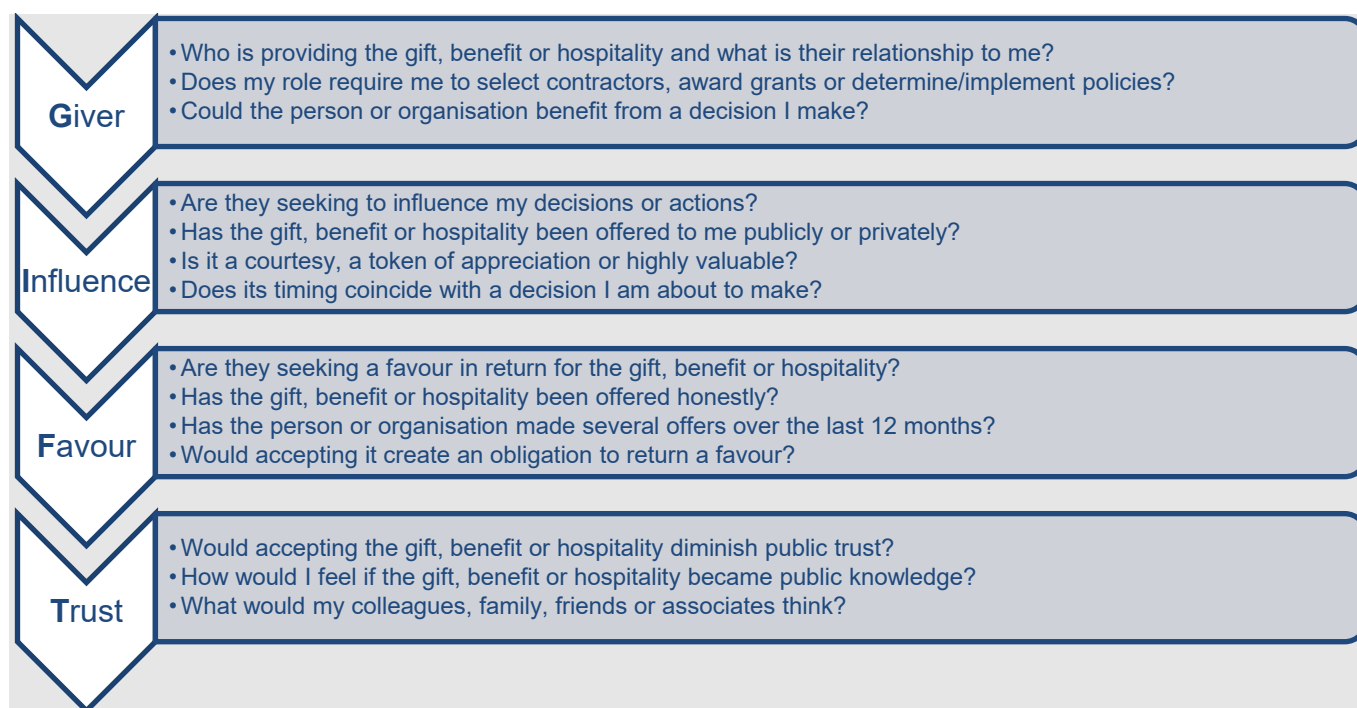 Giver
•Who is providing the gift, benefit or hospitality and what is their relationship to me?
•Does my role require me to select contractors, award grants or determine/implement policies?
•Could the person or organisation benefit from a decision I make?
Influence
•Are they seeking to influence my decisions or actions?
•Has the gift, benefit or hospitality been offered to me publicly or privately?
•Is it a courtesy, a token of appreciation or highly valuable?
•Does its timing coincide with a decision I am about to make?
Favour
•Are they seeking a favour in return for the gift, benefit or hospitality?
•Has the gift, benefit or hospitality been offered honestly?
•Has the person or organisation made several offers over the last 12 months?
•Would accepting it create an obligation to return a favour?
Trust
•Would accepting the gift, benefit or hospitality diminish public trust?
•How would I feel if the gift, benefit or hospitality became public knowledge?
•What would my colleagues, family, friends or associates think?